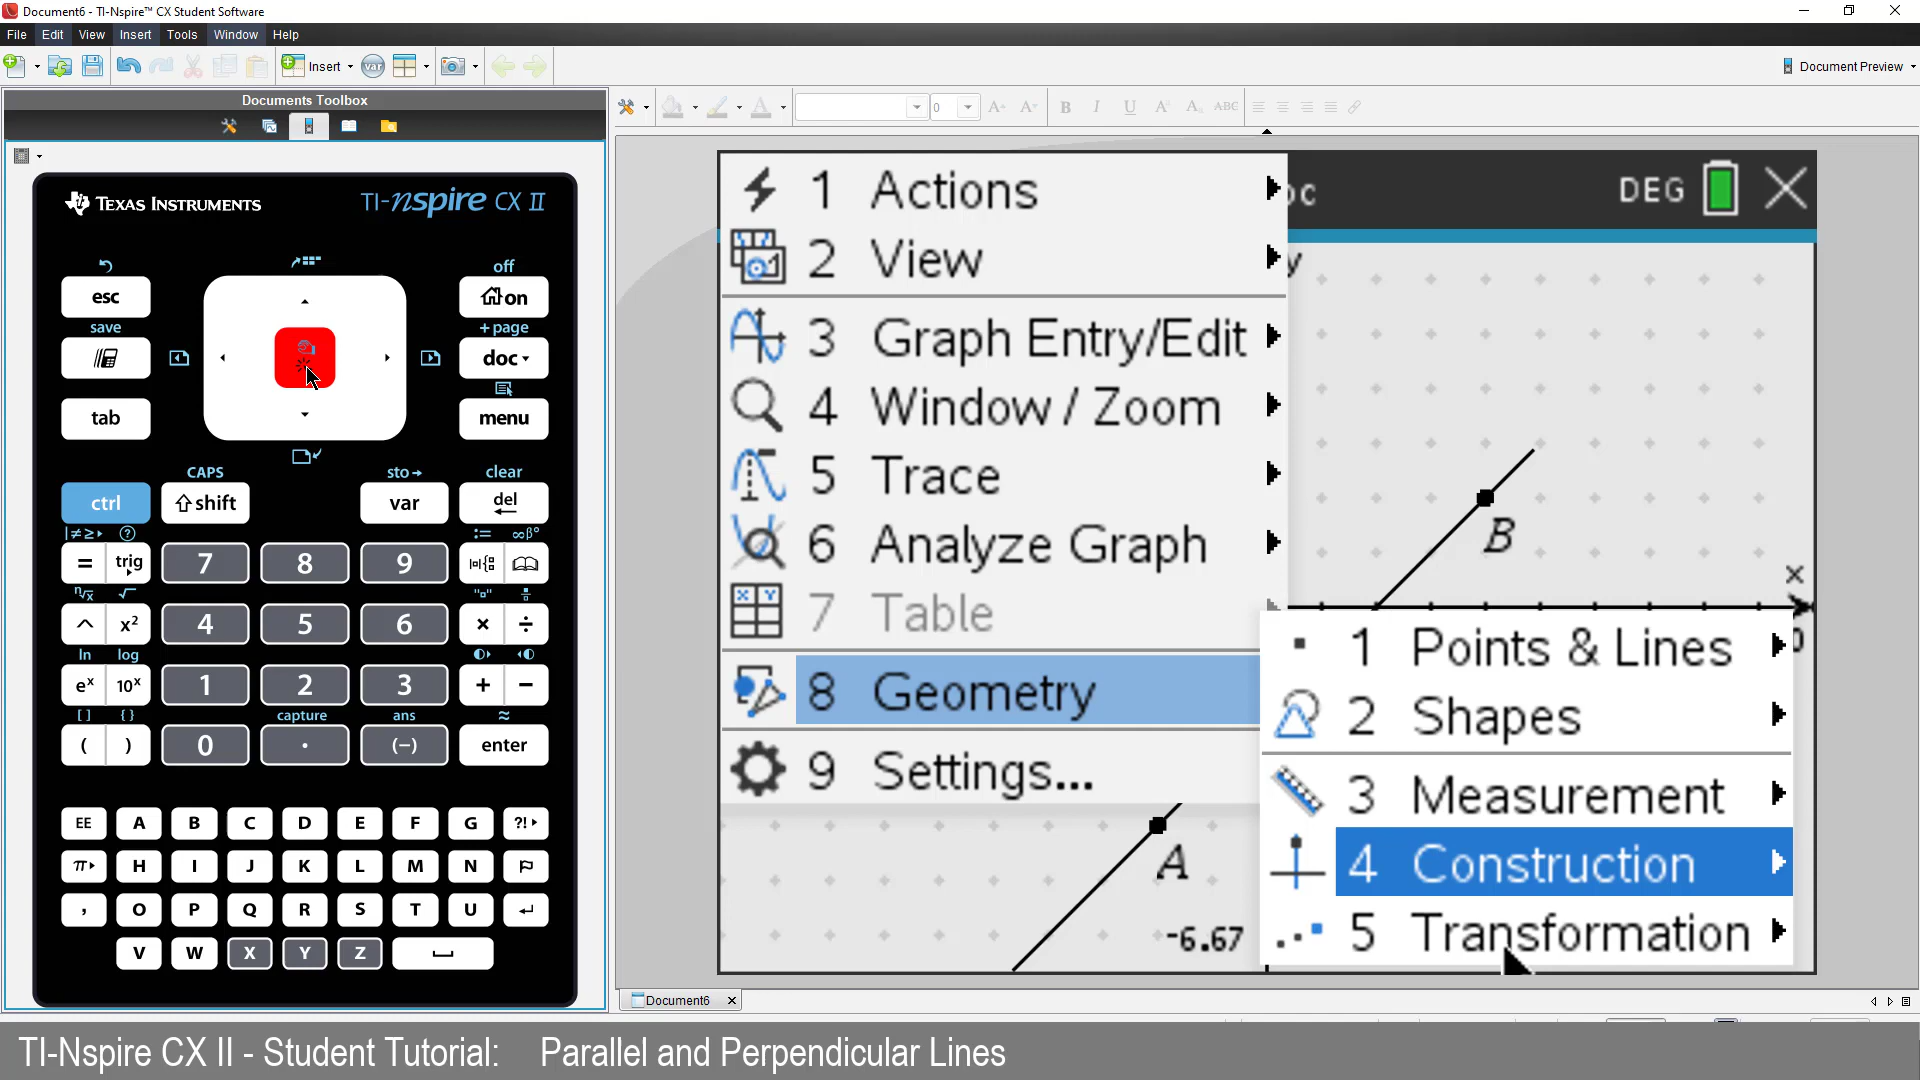 Document6 - TI-Nspire™ CX Student Software
File Edit View Insert Tools Window Help
Insert var Document Preview
Documents Toolbox
0 A A B I U A A ABC
TEXAS INSTRUMENTS TI-nspire CX II
off
esc on
save + page
doc
tab menu
CAPS sto→ clear
ctrl shift var del
|≠≥▸ ? := ∞β°
= trig 7 8 9
ⁿ√x √
^ x² 4 5 6 × ÷
ln log
eˣ 10ˣ 1 2 3 + −
[ ] { } capture ans ≈
( ) 0 . (−) enter
EE A B C D E F G ?!▸
π▸ H I J K L M N
, O P Q R S T U
V W X Y Z
1 Actions
2 View
3 Graph Entry/Edit
4 Window / Zoom
5 Trace
6 Analyze Graph
7 Table
8 Geometry
9 Settings...
oc DEG
y
B
x
0
1 Points & Lines
2 Shapes
3 Measurement
4 Construction
5 Transformation
A
-6.67
Document6
TI-Nspire CX II - Student Tutorial: Parallel and Perpendicular Lines